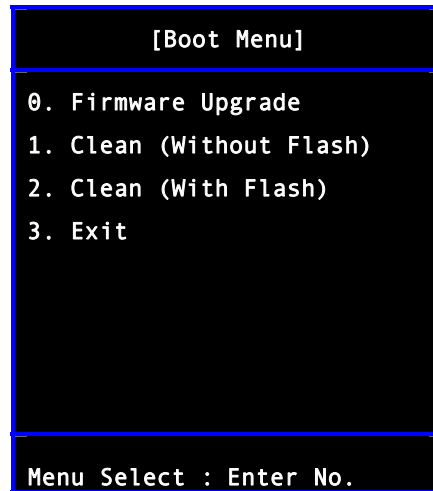 [Boot Menu]
0. Firmware Upgrade
1. Clean (Without Flash)
2. Clean (With Flash)
3. Exit
Menu Select : Enter No.